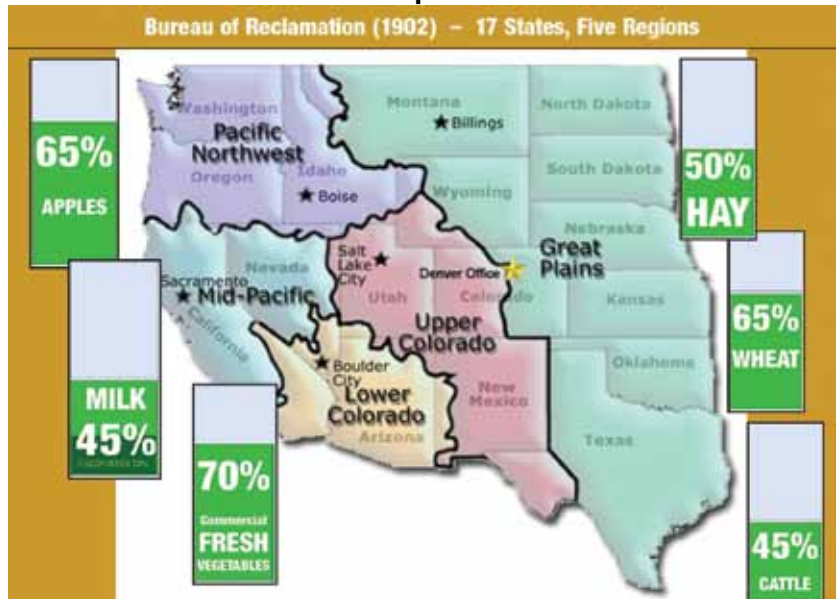 Bureau of Reclamation (1902) – 17 States, Five Regions
65%
APPLES
MILK
45%
70%
Commercial
FRESH
VEGETABLES
Washington
Pacific
Northwest
Oregon
Idaho
Boise
Montana
Billings
North Dakota
South Dakota
Wyoming
Nebraska
Great
Plains
Salt
Lake
City
Denver Office
Nevada
Sacramento
Mid-Pacific
California
Utah
Colorado
Kansas
Upper
Colorado
Oklahoma
Boulder
City
Lower
Colorado
Arizona
New
Mexico
Texas
50%
HAY
65%
WHEAT
45%
CATTLE